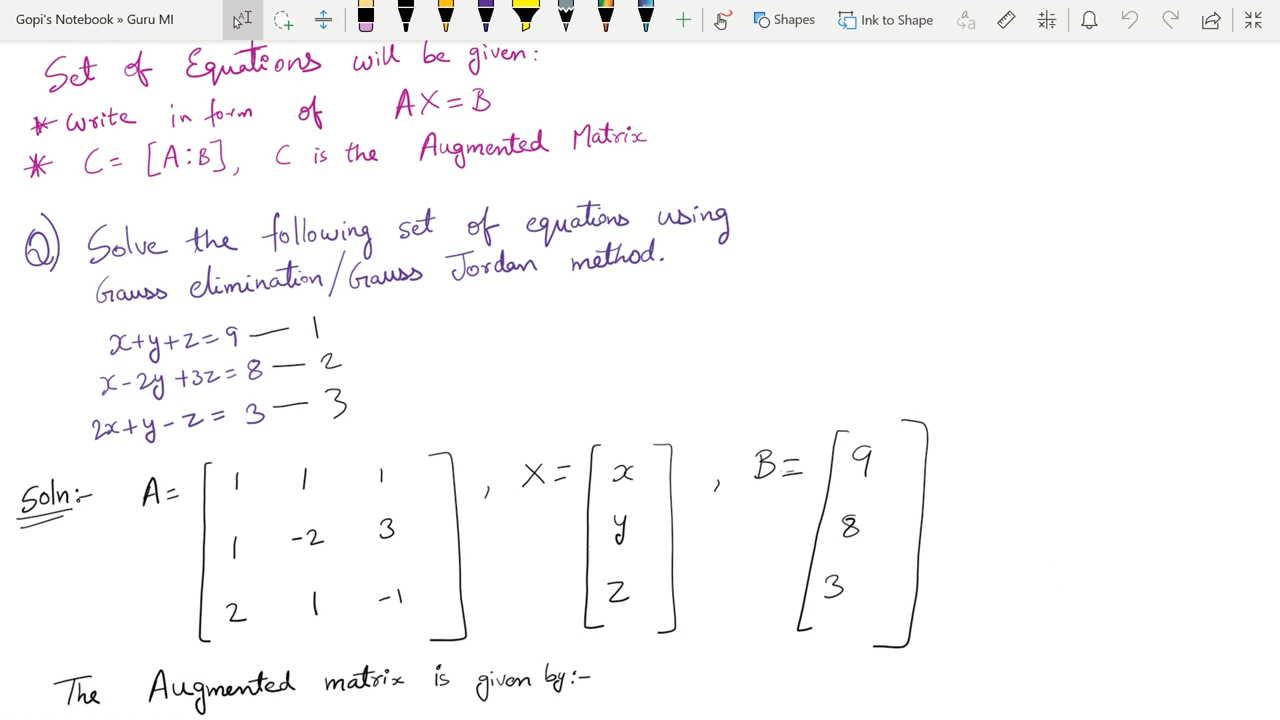 Gopi's Notebook » Guru MI
Shapes
Ink to Shape
Set of Equations will be given:
* Write in form of AX = B
* C = [A:B], C is the Augmented Matrix
Q) Solve the following set of equations using
Gauss elimination/Gauss Jordan method.
x+y+z=9 — 1
x-2y+3z=8 — 2
2x+y-z=3 — 3
Soln:- A= [1 1 1 , X= [x , B= [9
1 -2 3 y 8
2 1 -1] z] 3]
The Augmented matrix is given by:-